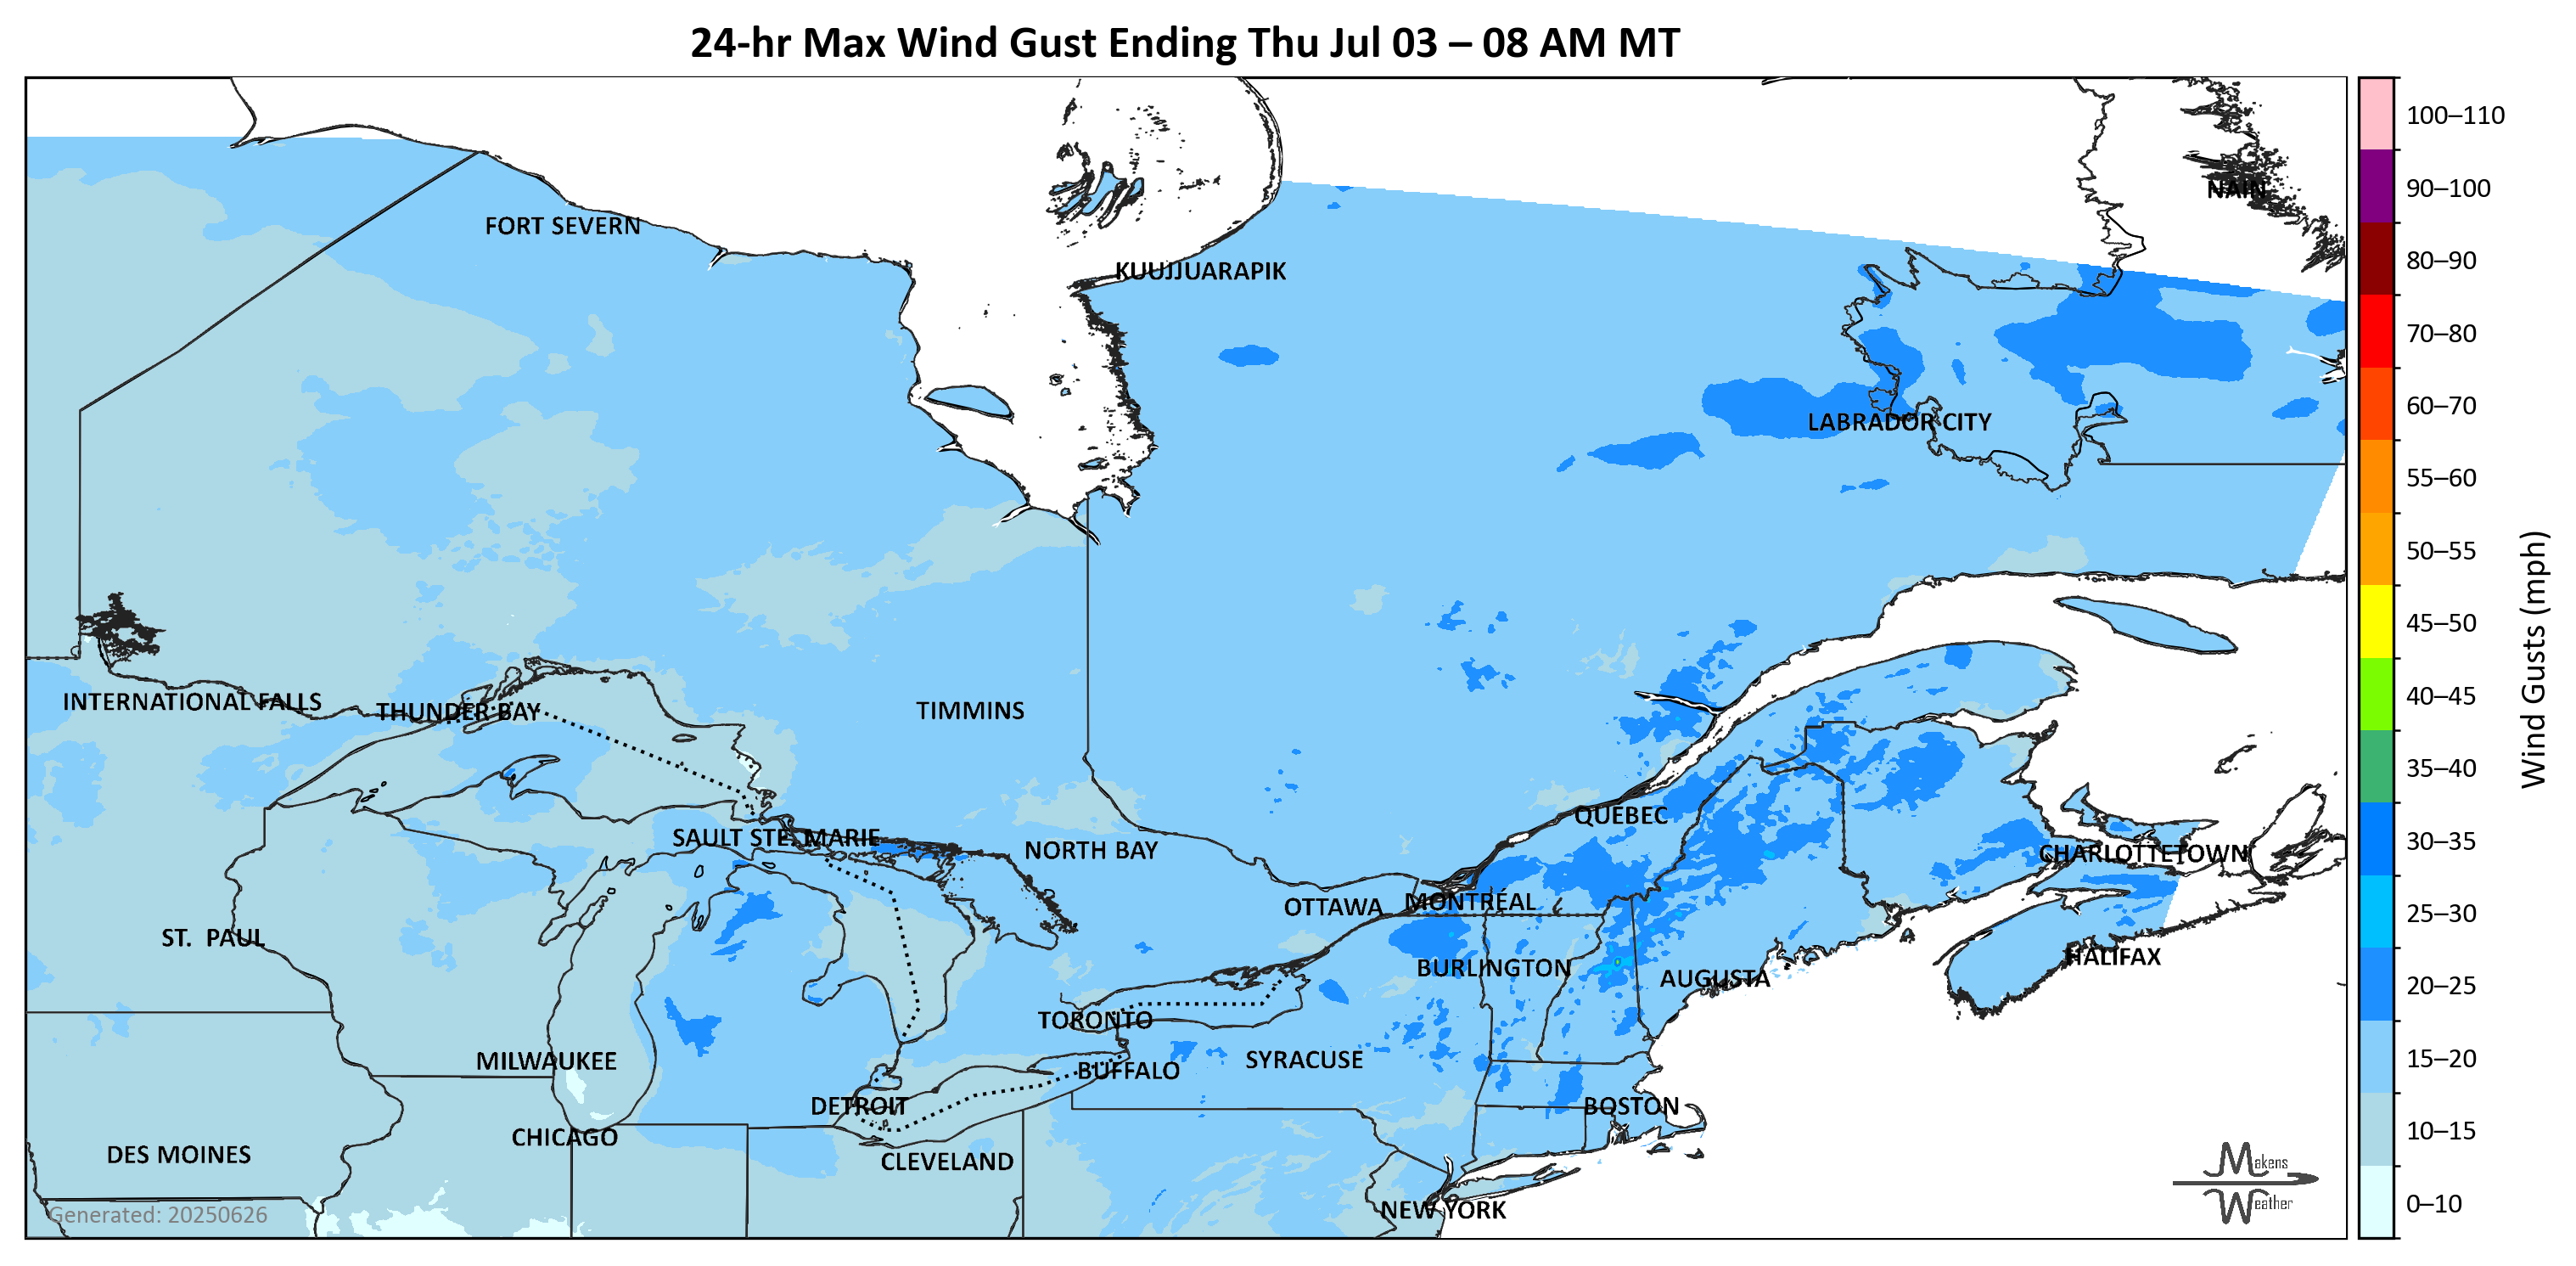 24-hr Max Wind Gust Ending Thu Jul 03 – 08 AM MT
100–110
90–100
NAIN
FORT SEVERN
80–90
KUUJJUARAPIK
70–80
60–70
LABRADOR CITY
55–60
50–55
45–50
40–45
INTERNATIONAL FALLS
THUNDER BAY
TIMMINS
35–40
Wind Gusts (mph)
QUEBEC
SAULT STE. MARIE
30–35
NORTH BAY
CHARLOTTETOWN
OTTAWA
MONTRÉAL
25–30
ST. PAUL
HALIFAX
BURLINGTON
AUGUSTA
20–25
TORONTO
MILWAUKEE
SYRACUSE
15–20
BUFFALO
DETROIT
BOSTON
10–15
CHICAGO
DES MOINES
CLEVELAND
Makens
Weather
0–10
NEW YORK
Generated: 20250626